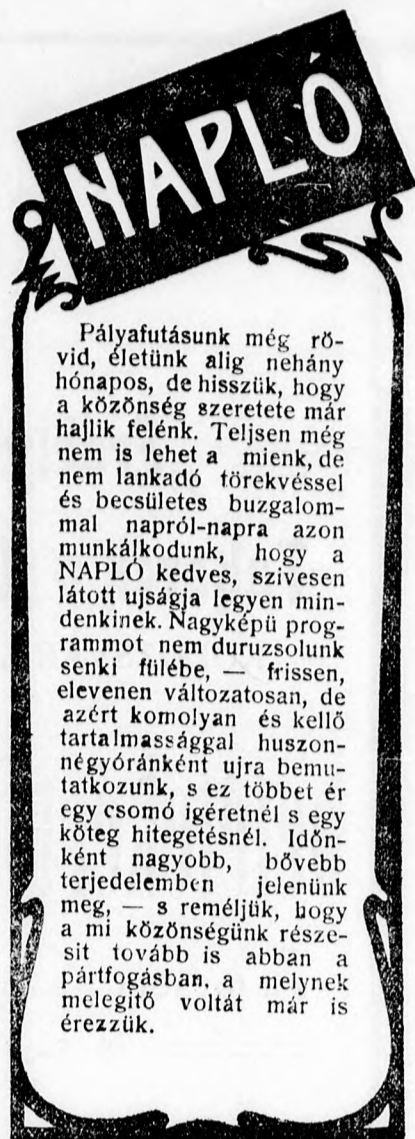 NAPLÓ
Pályafutásunk még rö-
vid, életünk alig nehány
hónapos, de hisszük, hogy
a közönség szeretete már
hajlik felénk. Teljsen még
nem is lehet a mienk, de
nem lankadó törekvéssel
és becsületes buzgalom-
mal napról-napra azon
munkálkodunk, hogy a
NAPLÓ kedves, szivesen
látott ujságja legyen min-
denkinek. Nagyképü prog-
rammot nem duruzsolunk
senki fülébe, — frissen,
elevenen változatosan, de
azért komolyan és kellő
tartalmassággal huszon-
négyóránként ujra bemu-
tatkozunk, s ez többet ér
egy csomó igéretnél s egy
köteg hitegetésnél. Időn-
ként nagyobb, bővebb
terjedelemben jelenünk
meg, — s reméljük, hogy
a mi közönségünk része-
sit tovább is abban a
pártfogásban, a melynek
melegitő voltát már is
érezzük.